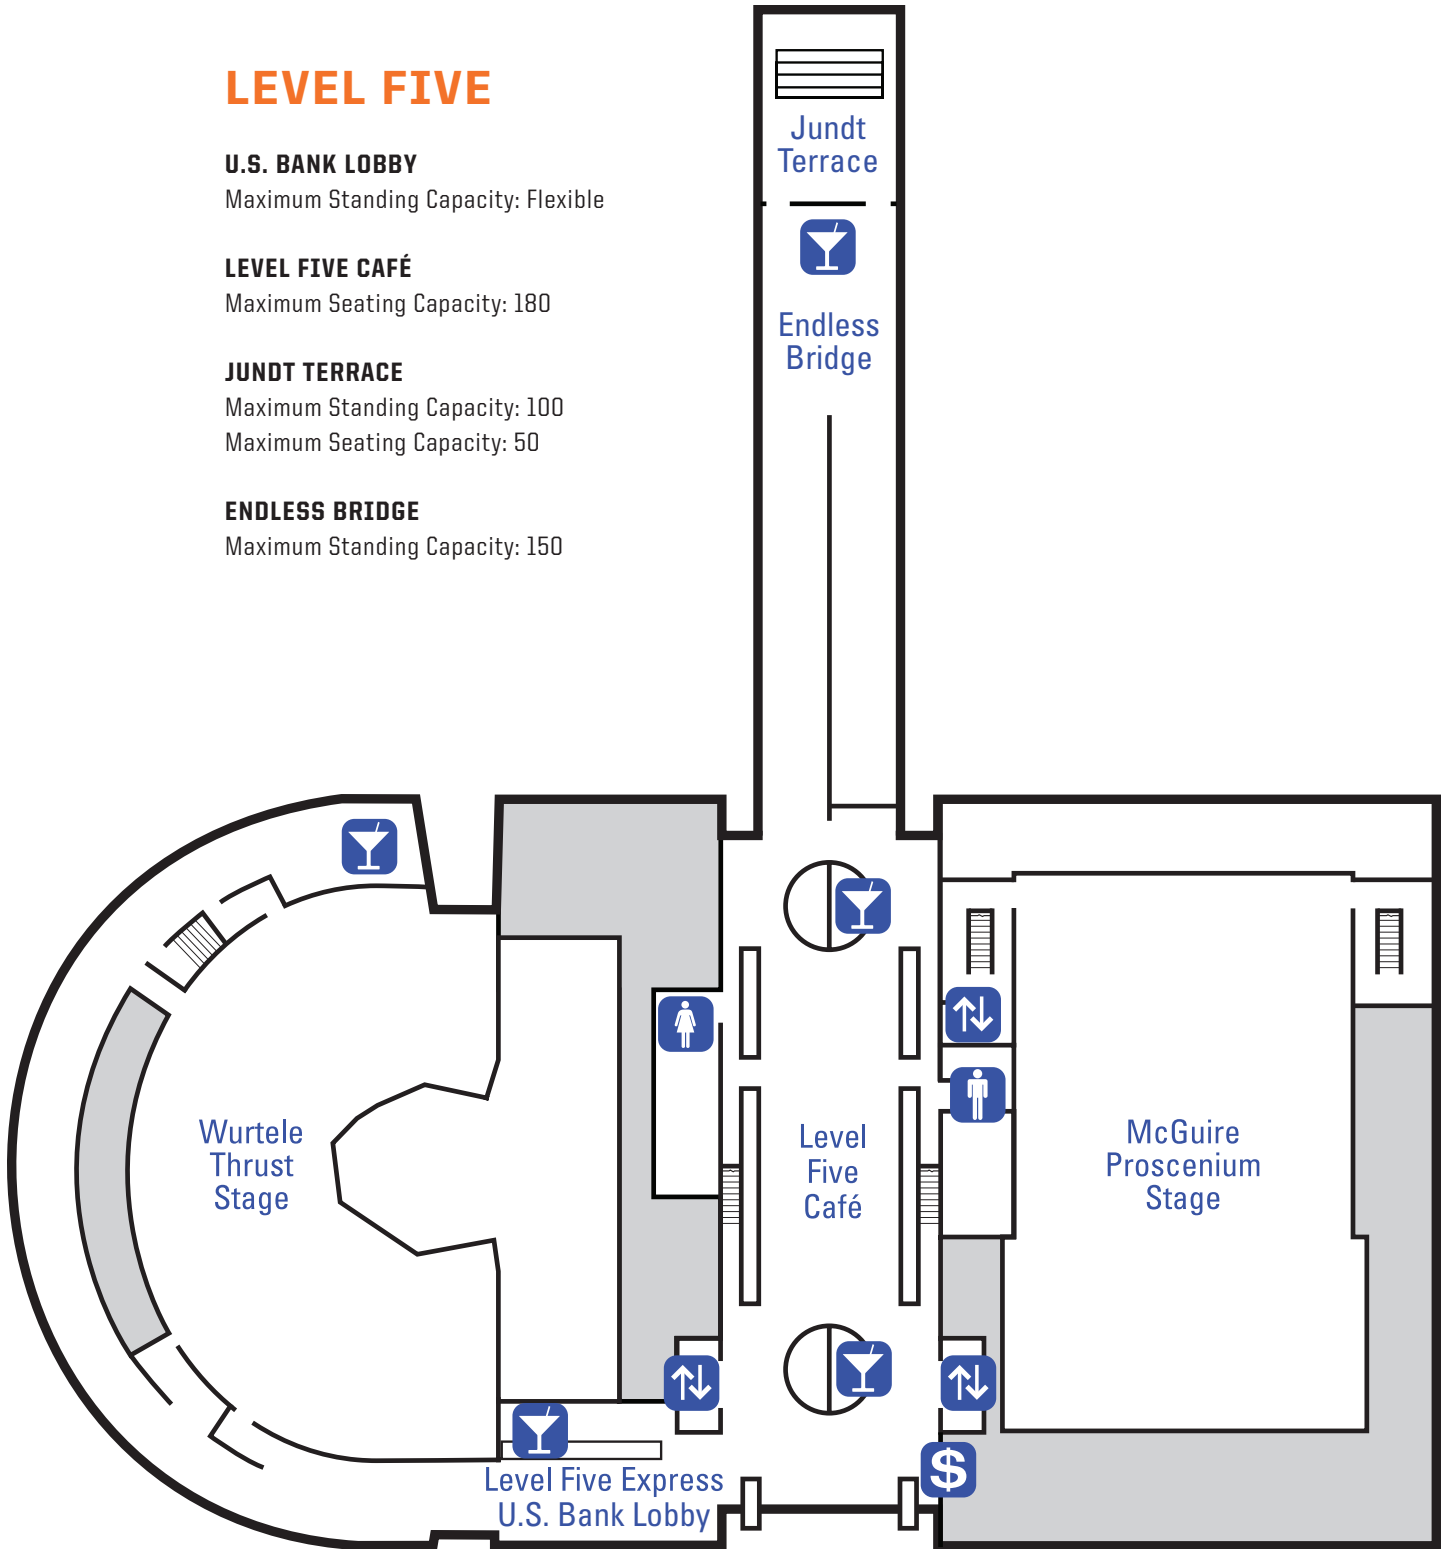 LEVEL FIVE
U.S. BANK LOBBY
Maximum Standing Capacity: Flexible
LEVEL FIVE CAFÉ
Maximum Seating Capacity: 180
JUNDT TERRACE
Maximum Standing Capacity: 100
Maximum Seating Capacity: 50
ENDLESS BRIDGE
Maximum Standing Capacity: 150
Jundt
Terrace
Endless
Bridge
Wurtele
Thrust
Stage
Level
Five
Café
McGuire
Proscenium
Stage
$
Level Five Express
U.S. Bank Lobby